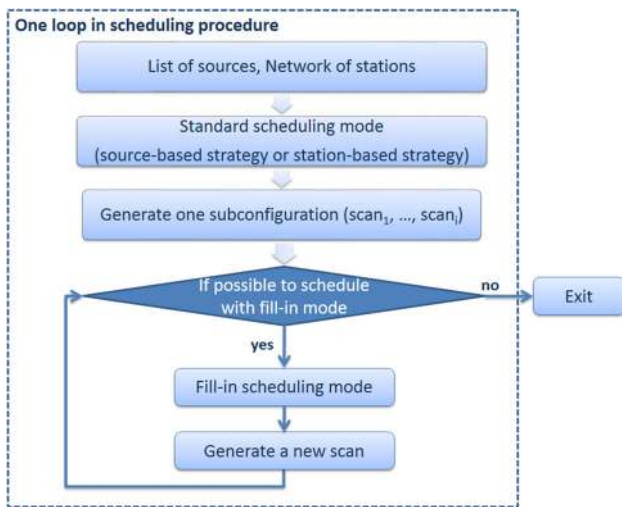 One loop in scheduling procedure
List of sources, Network of stations
Standard scheduling mode
(source-based strategy or station-based strategy)
Generate one subconfiguration (scan₁, ..., scanᵢ)
If possible to schedule
with fill-in mode
no
Exit
yes
Fill-in scheduling mode
Generate a new scan